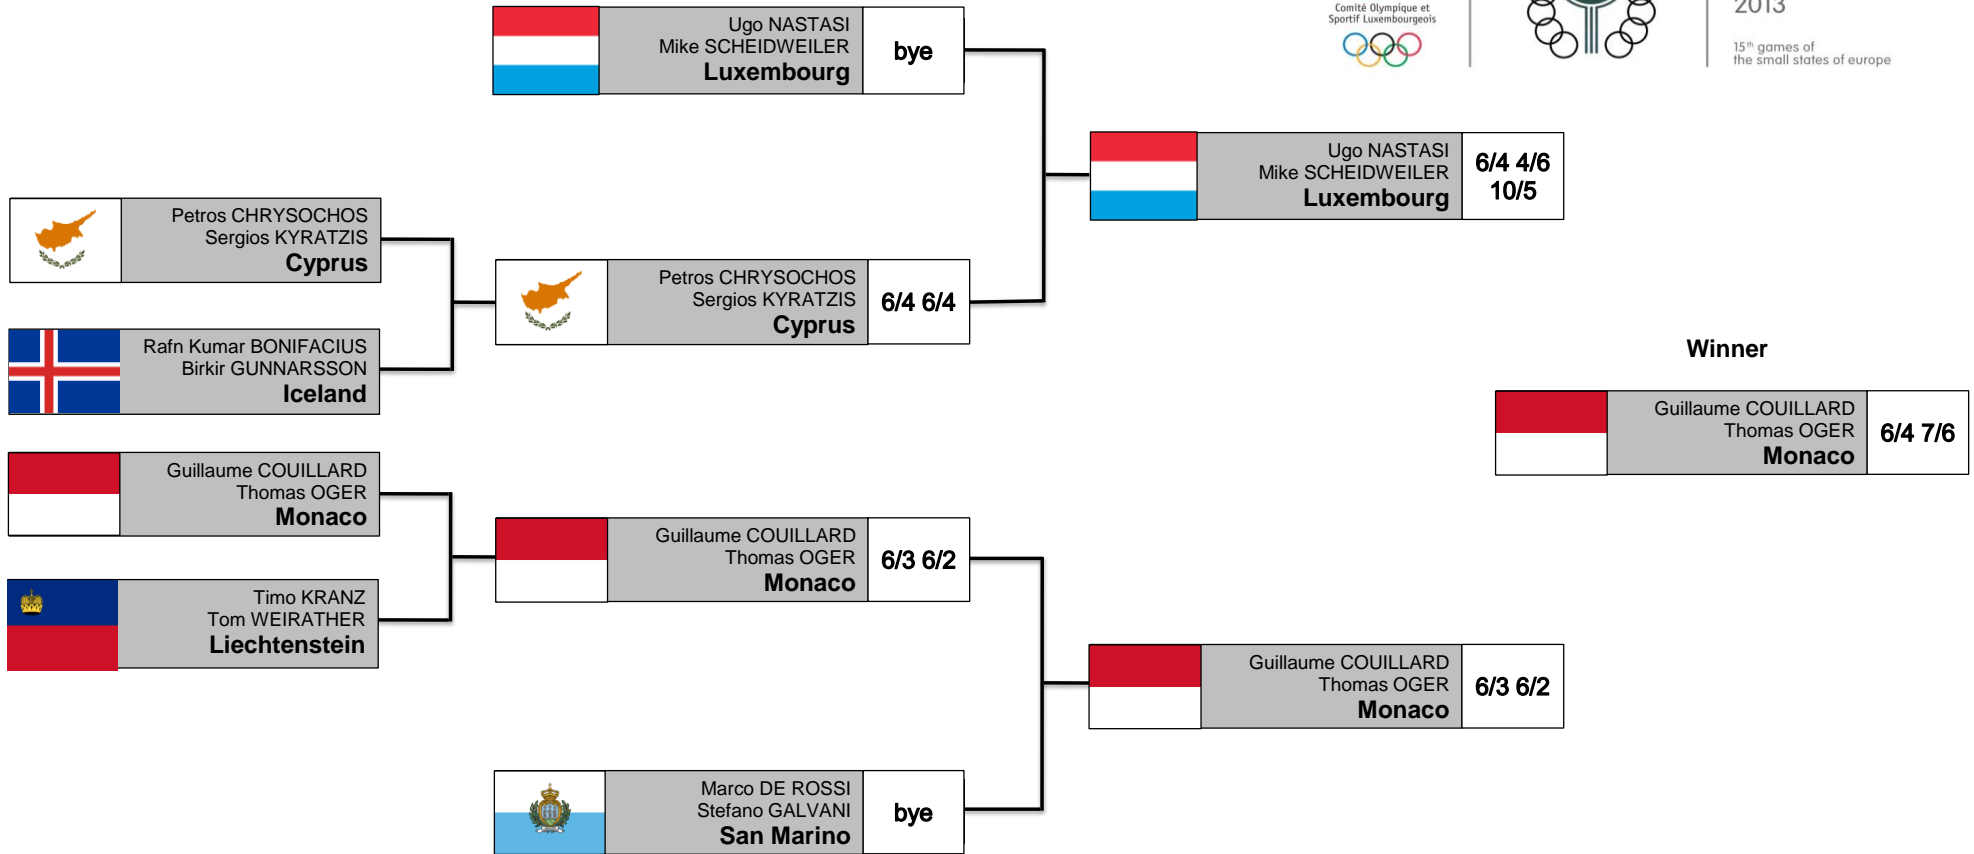 Comité Olympique et
Sportif Luxembourgeois
2013
15th games of
the small states of europe
Ugo NASTASI
Mike SCHEIDWEILER
Luxembourg
bye
Ugo NASTASI
Mike SCHEIDWEILER
Luxembourg
6/4 4/6
10/5
Petros CHRYSOCHOS
Sergios KYRATZIS
Cyprus
Petros CHRYSOCHOS
Sergios KYRATZIS
Cyprus
6/4 6/4
Rafn Kumar BONIFACIUS
Birkir GUNNARSSON
Iceland
Winner
Guillaume COUILLARD
Thomas OGER
Monaco
6/4 7/6
Guillaume COUILLARD
Thomas OGER
Monaco
Guillaume COUILLARD
Thomas OGER
Monaco
6/3 6/2
Timo KRANZ
Tom WEIRATHER
Liechtenstein
Guillaume COUILLARD
Thomas OGER
Monaco
6/3 6/2
Marco DE ROSSI
Stefano GALVANI
San Marino
bye